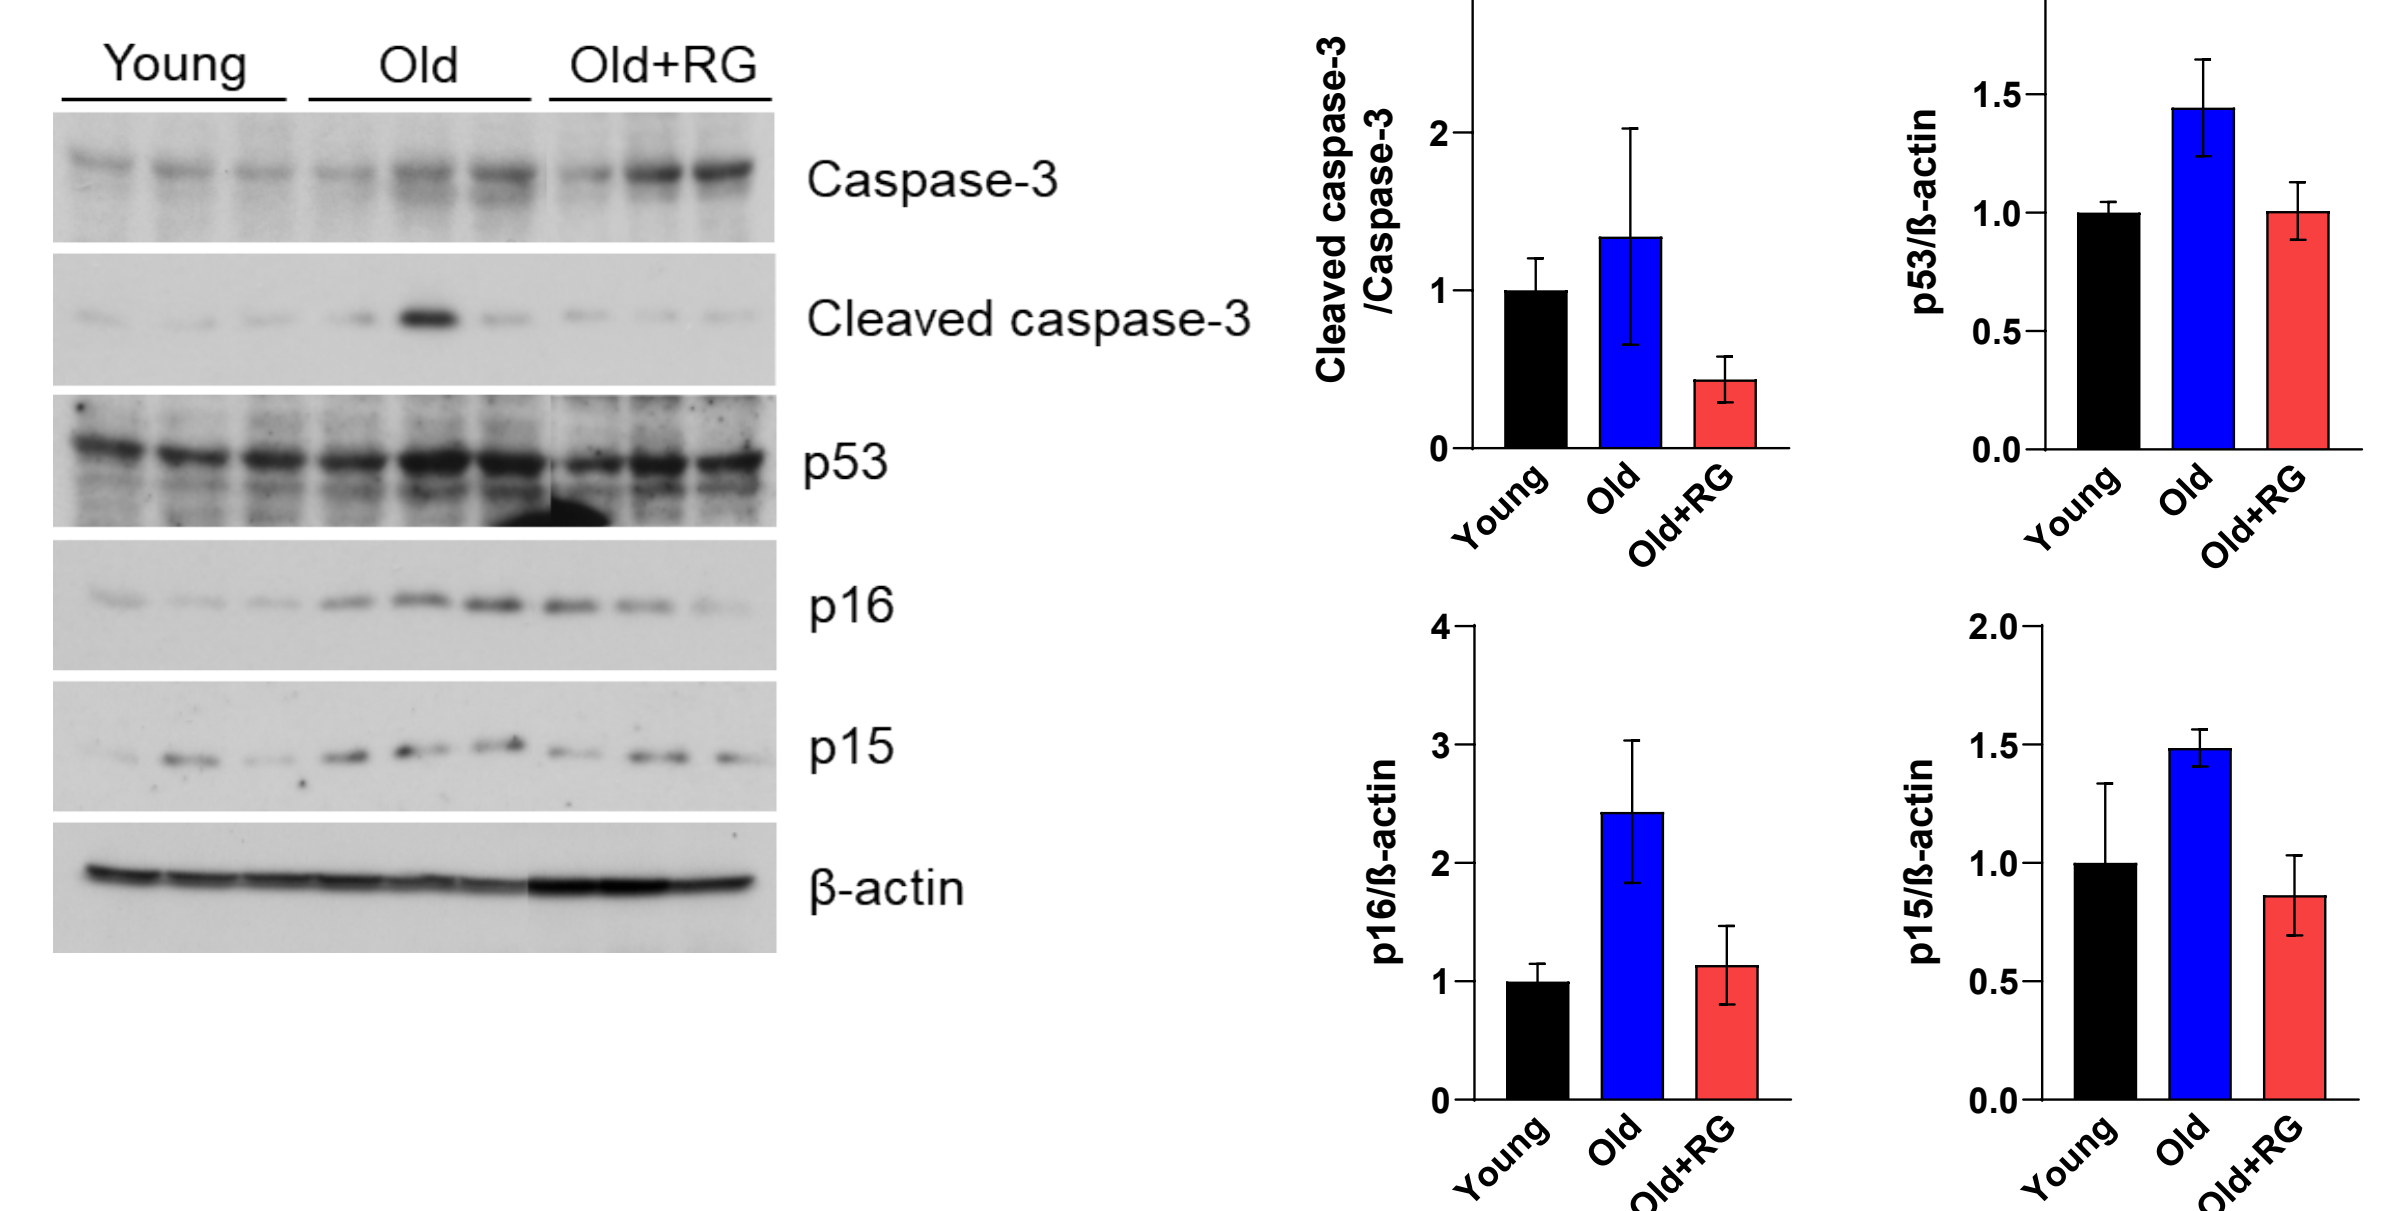 Young Old Old+RG
Caspase-3
Cleaved caspase-3
p53
p16
p15
β-actin
Cleaved caspase-3
/Caspase-3
2
1
0
Young Old Old+RG
p53/ß-actin
1.5
1.0
0.5
0.0
Young Old Old+RG
p16/ß-actin
4
3
2
1
0
Young Old Old+RG
p15/ß-actin
2.0
1.5
1.0
0.5
0.0
Young Old Old+RG